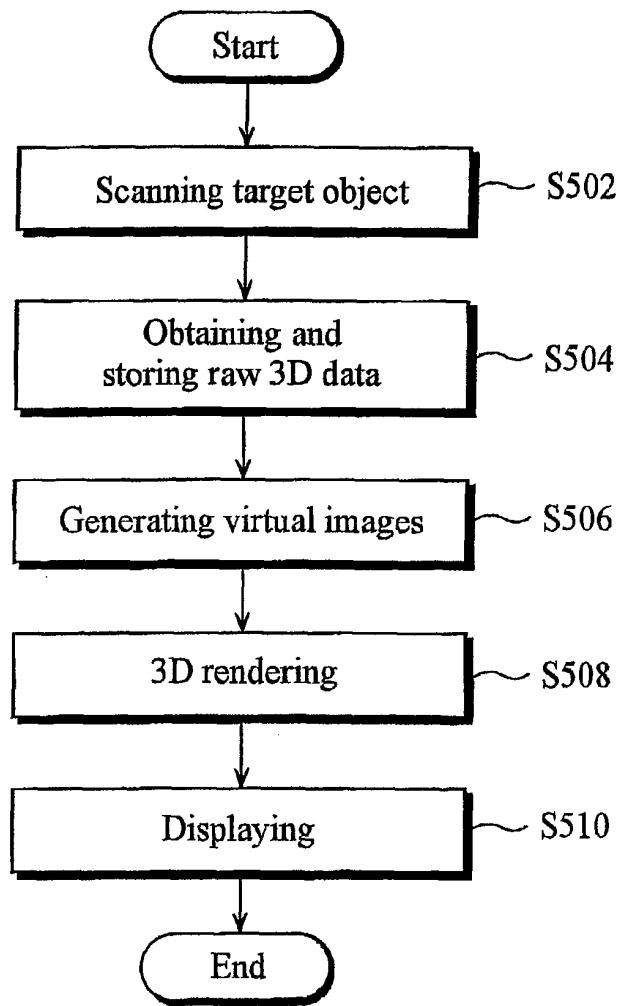 Start
Scanning target object
S502
Obtaining and
storing raw 3D data
S504
Generating virtual images
S506
3D rendering
S508
Displaying
S510
End